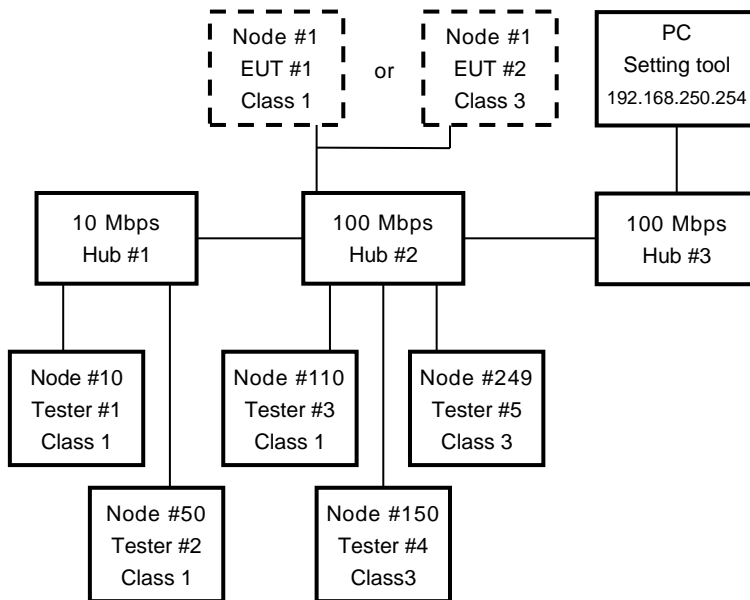 Node #1
EUT #1
Class 1
or
Node #1
EUT #2
Class 3
PC
Setting tool
192.168.250.254
10 Mbps
Hub #1
100 Mbps
Hub #2
100 Mbps
Hub #3
Node #10
Tester #1
Class 1
Node #110
Tester #3
Class 1
Node #249
Tester #5
Class 3
Node #50
Tester #2
Class 1
Node #150
Tester #4
Class3